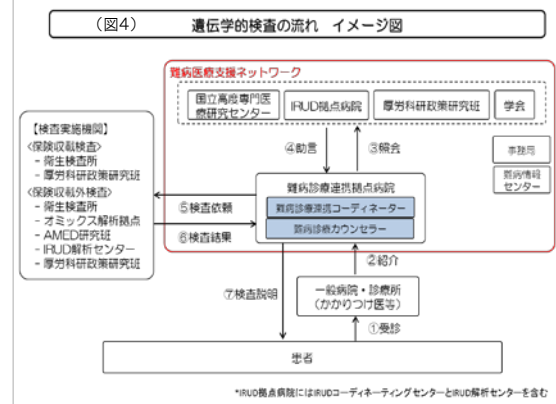 （図4）
遺伝学的検査の流れ　イメージ図
難病医療支援ネットワーク
国立高度専門医
療研究センター
IRUD拠点病院
厚労科研政策研究班
学会
④助言
③照会
事務局
難病情報
センター
【検査実施機関】
〈保険収載検査〉
- 衛生検査所
- 厚労科研政策研究班
〈保険収載外検査〉
- 衛生検査所
- オミックス解析拠点
- AMED研究班
- IRUD解析センター
- 厚労科研政策研究班
難病診療連携拠点病院
難病診療連携コーディネーター
難病診療カウンセラー
⑤検査依頼
⑥検査結果
②紹介
⑦検査説明
一般病院・診療所
（かかりつけ医等）
①受診
患者
*IRUD拠点病院にはIRUDコーディネーティングセンターとIRUD解析センターを含む